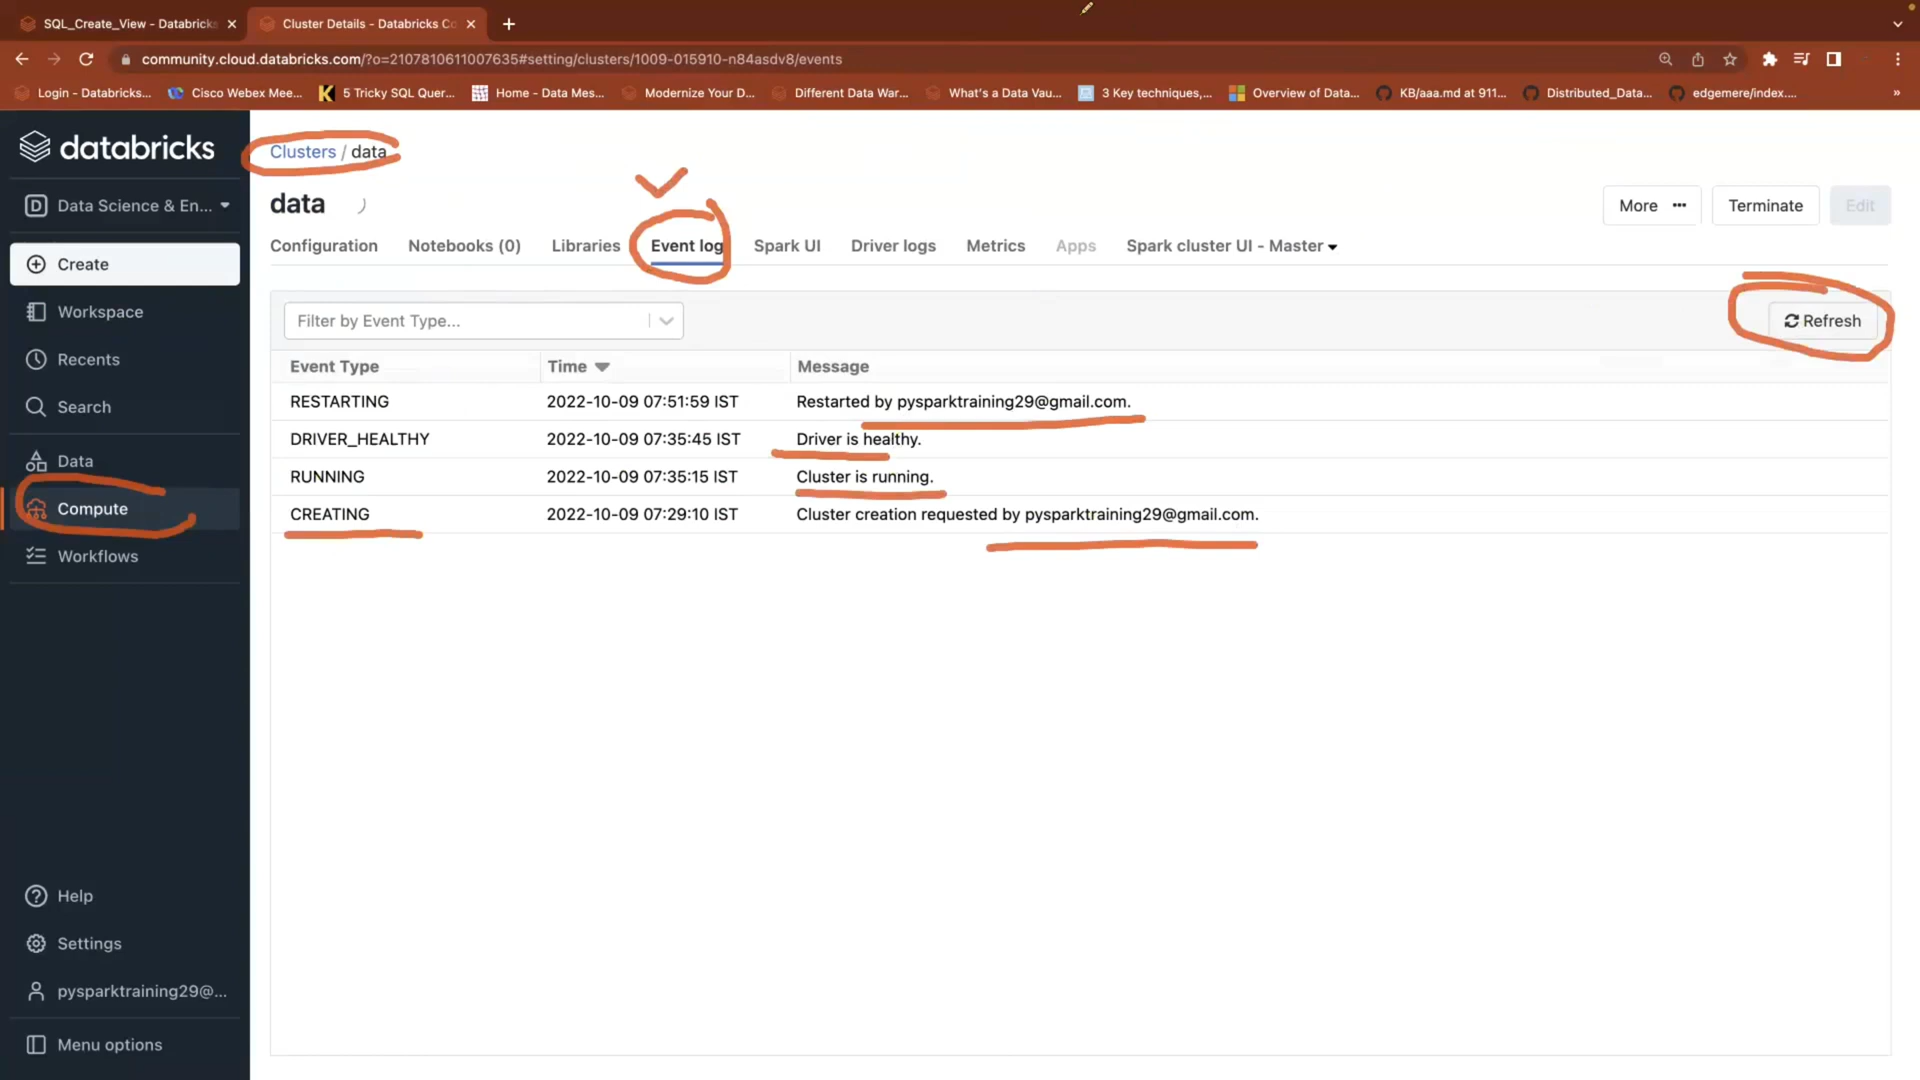 SQL_Create_View - Databricks
Cluster Details - Databricks Co
community.cloud.databricks.com/?o=2107810611007635#setting/clusters/1009-015910-n84asdv8/events
Login - Databricks...
Cisco Webex Mee...
5 Tricky SQL Quer...
Home - Data Mes...
Modernize Your D...
Different Data War...
What's a Data Vau...
3 Key techniques,...
Overview of Data...
KB/aaa.md at 911...
Distributed_Data...
edgemere/index....
»
databricks
D Data Science & En...
Create
Workspace
Recents
Search
Data
Compute
Workflows
Help
Settings
pysparktraining29@...
Menu options
Clusters / data
data
More ...
Terminate
Edit
Configuration
Notebooks (0)
Libraries
Event log
Spark UI
Driver logs
Metrics
Apps
Spark cluster UI - Master
Filter by Event Type...
Refresh
Event Type Time Message
RESTARTING 2022-10-09 07:51:59 IST Restarted by pysparktraining29@gmail.com.
DRIVER_HEALTHY 2022-10-09 07:35:45 IST Driver is healthy.
RUNNING 2022-10-09 07:35:15 IST Cluster is running.
CREATING 2022-10-09 07:29:10 IST Cluster creation requested by pysparktraining29@gmail.com.